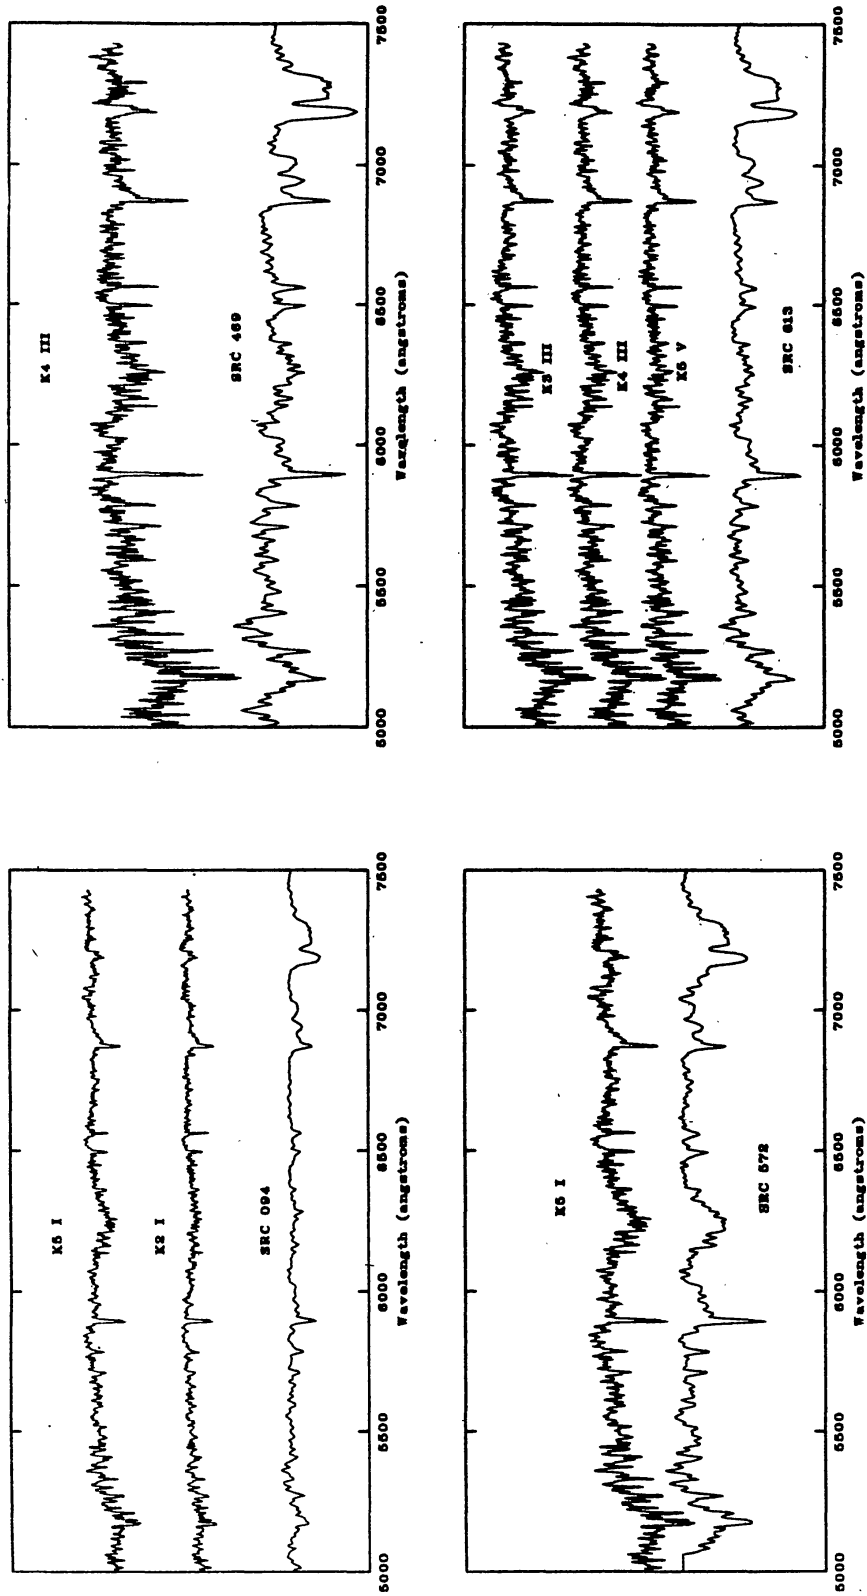 K5 I
K2 I
SRC 094
5000 5500 6000 6500 7000 7500
Wavelength (angstroms)
K4 III
SRC 469
5000 5500 6000 6500 7000 7500
Wavelength (angstroms)
K5 I
SRC 572
5000 5500 6000 6500 7000 7500
Wavelength (angstroms)
K3 III
K4 III
K5 V
SRC 613
5000 5500 6000 6500 7000 7500
Wavelength (angstroms)